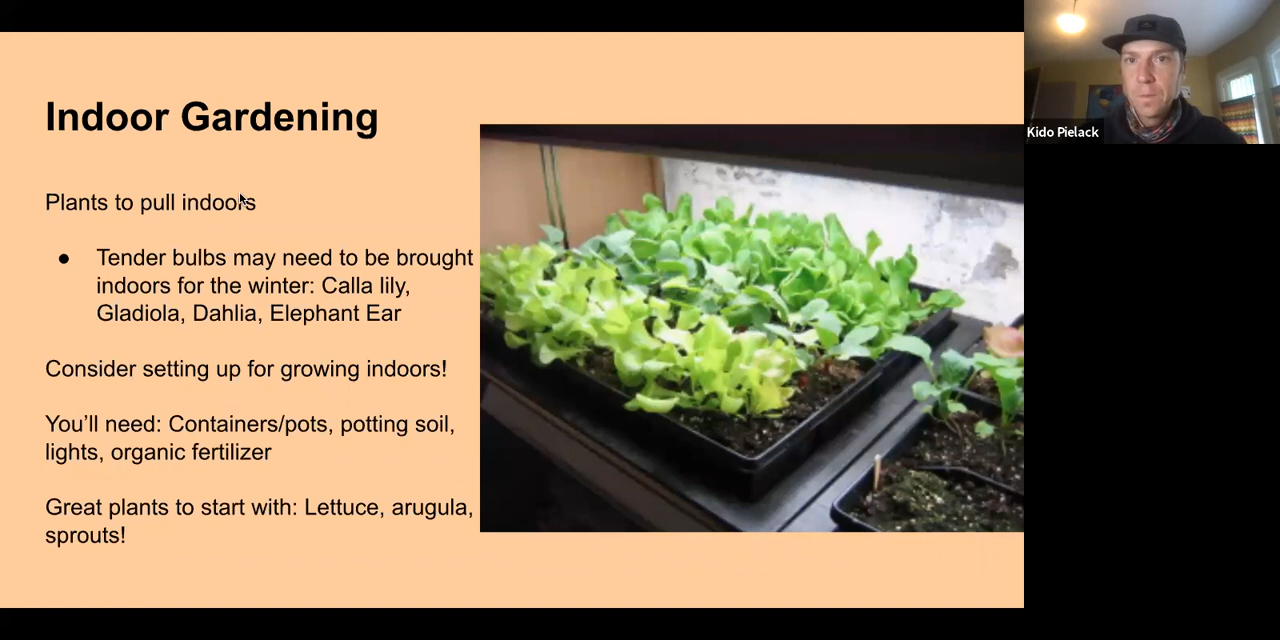 Indoor Gardening
Plants to pull indoors
● Tender bulbs may need to be brought
indoors for the winter: Calla lily,
Gladiola, Dahlia, Elephant Ear
Consider setting up for growing indoors!
You’ll need: Containers/pots, potting soil,
lights, organic fertilizer
Great plants to start with: Lettuce, arugula,
sprouts!
Kido Pielack